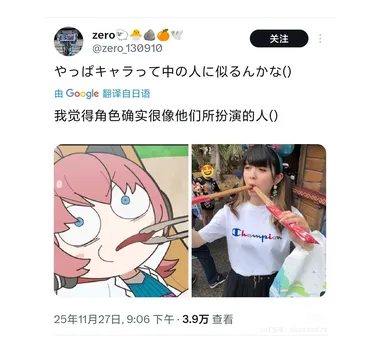 zero🐑🐣🪨🍊🕊️
@zero_130910
关注
やっぱキャラって中の人に似るんかな()
由 Google 翻译自日语
我觉得角色确实很像他们所扮演的人()
Champion
25年11月27日, 9:06 下午 · 3.9万 查看